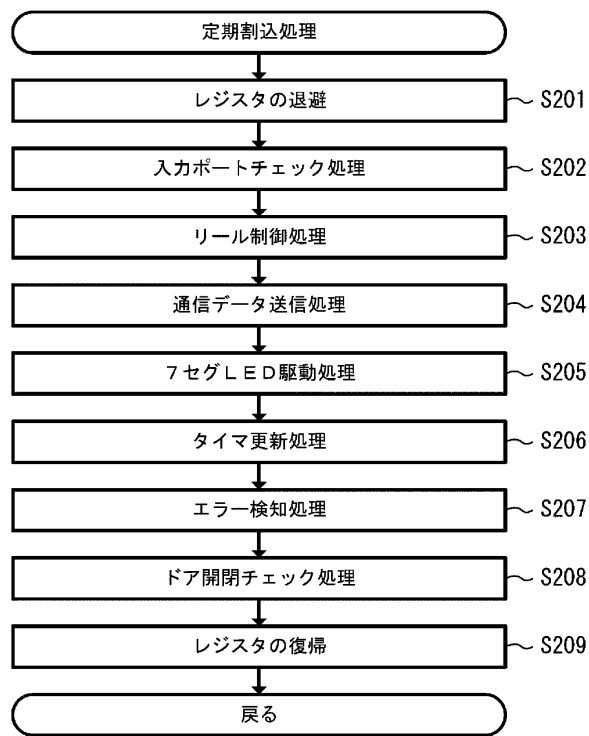 定期割込処理
レジスタの退避 S201
入力ポートチェック処理 S202
リール制御処理 S203
通信データ送信処理 S204
７セグＬＥＤ駆動処理 S205
タイマ更新処理 S206
エラー検知処理 S207
ドア開閉チェック処理 S208
レジスタの復帰 S209
戻る